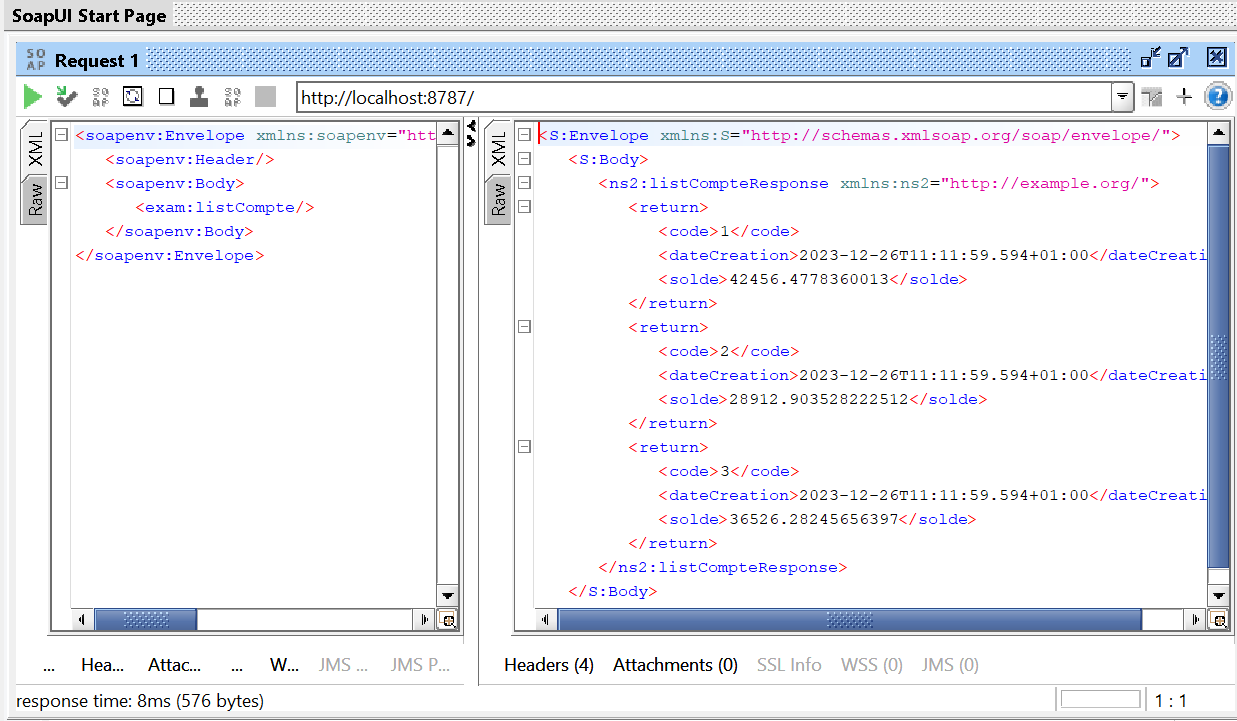 SoapUI Start Page
SO
AP
Request 1
SO
AP
SO
AP
http://localhost:8787/
?
XML
Raw
<soapenv:Envelope xmlns:soapenv="htt
<soapenv:Header/>
<soapenv:Body>
<exam:listCompte/>
</soapenv:Body>
</soapenv:Envelope>
XML
Raw
<S:Envelope xmlns:S="http://schemas.xmlsoap.org/soap/envelope/">
<S:Body>
<ns2:listCompteResponse xmlns:ns2="http://example.org/">
<return>
<code>1</code>
<dateCreation>2023-12-26T11:11:59.594+01:00</dateCreati
<solde>42456.4778360013</solde>
</return>
<return>
<code>2</code>
<dateCreation>2023-12-26T11:11:59.594+01:00</dateCreati
<solde>28912.903528222512</solde>
</return>
<return>
<code>3</code>
<dateCreation>2023-12-26T11:11:59.594+01:00</dateCreati
<solde>36526.28245656397</solde>
</return>
</ns2:listCompteResponse>
</S:Body>
... Hea... Attac... ... W... JMS ... JMS P...
Headers (4) Attachments (0) SSL Info WSS (0) JMS (0)
response time: 8ms (576 bytes)
1 : 1